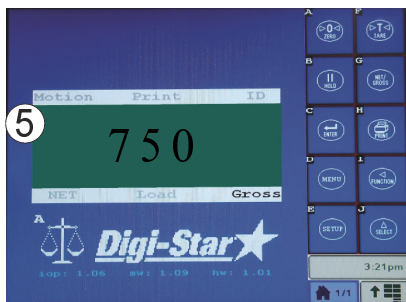 A
→0←
ZERO
F
→T←
TARE
B
HOLD
G
NET/
GROSS
Motion Print ID
5
750
C
ENTER
H
PRINT
NET Load Gross
D
MENU
I
FUNCTION
A
Digi-Star
E
SETUP
J
SELECT
iop: 1.06 sw: 1.09 hw: 1.01
3:21pm
1/1